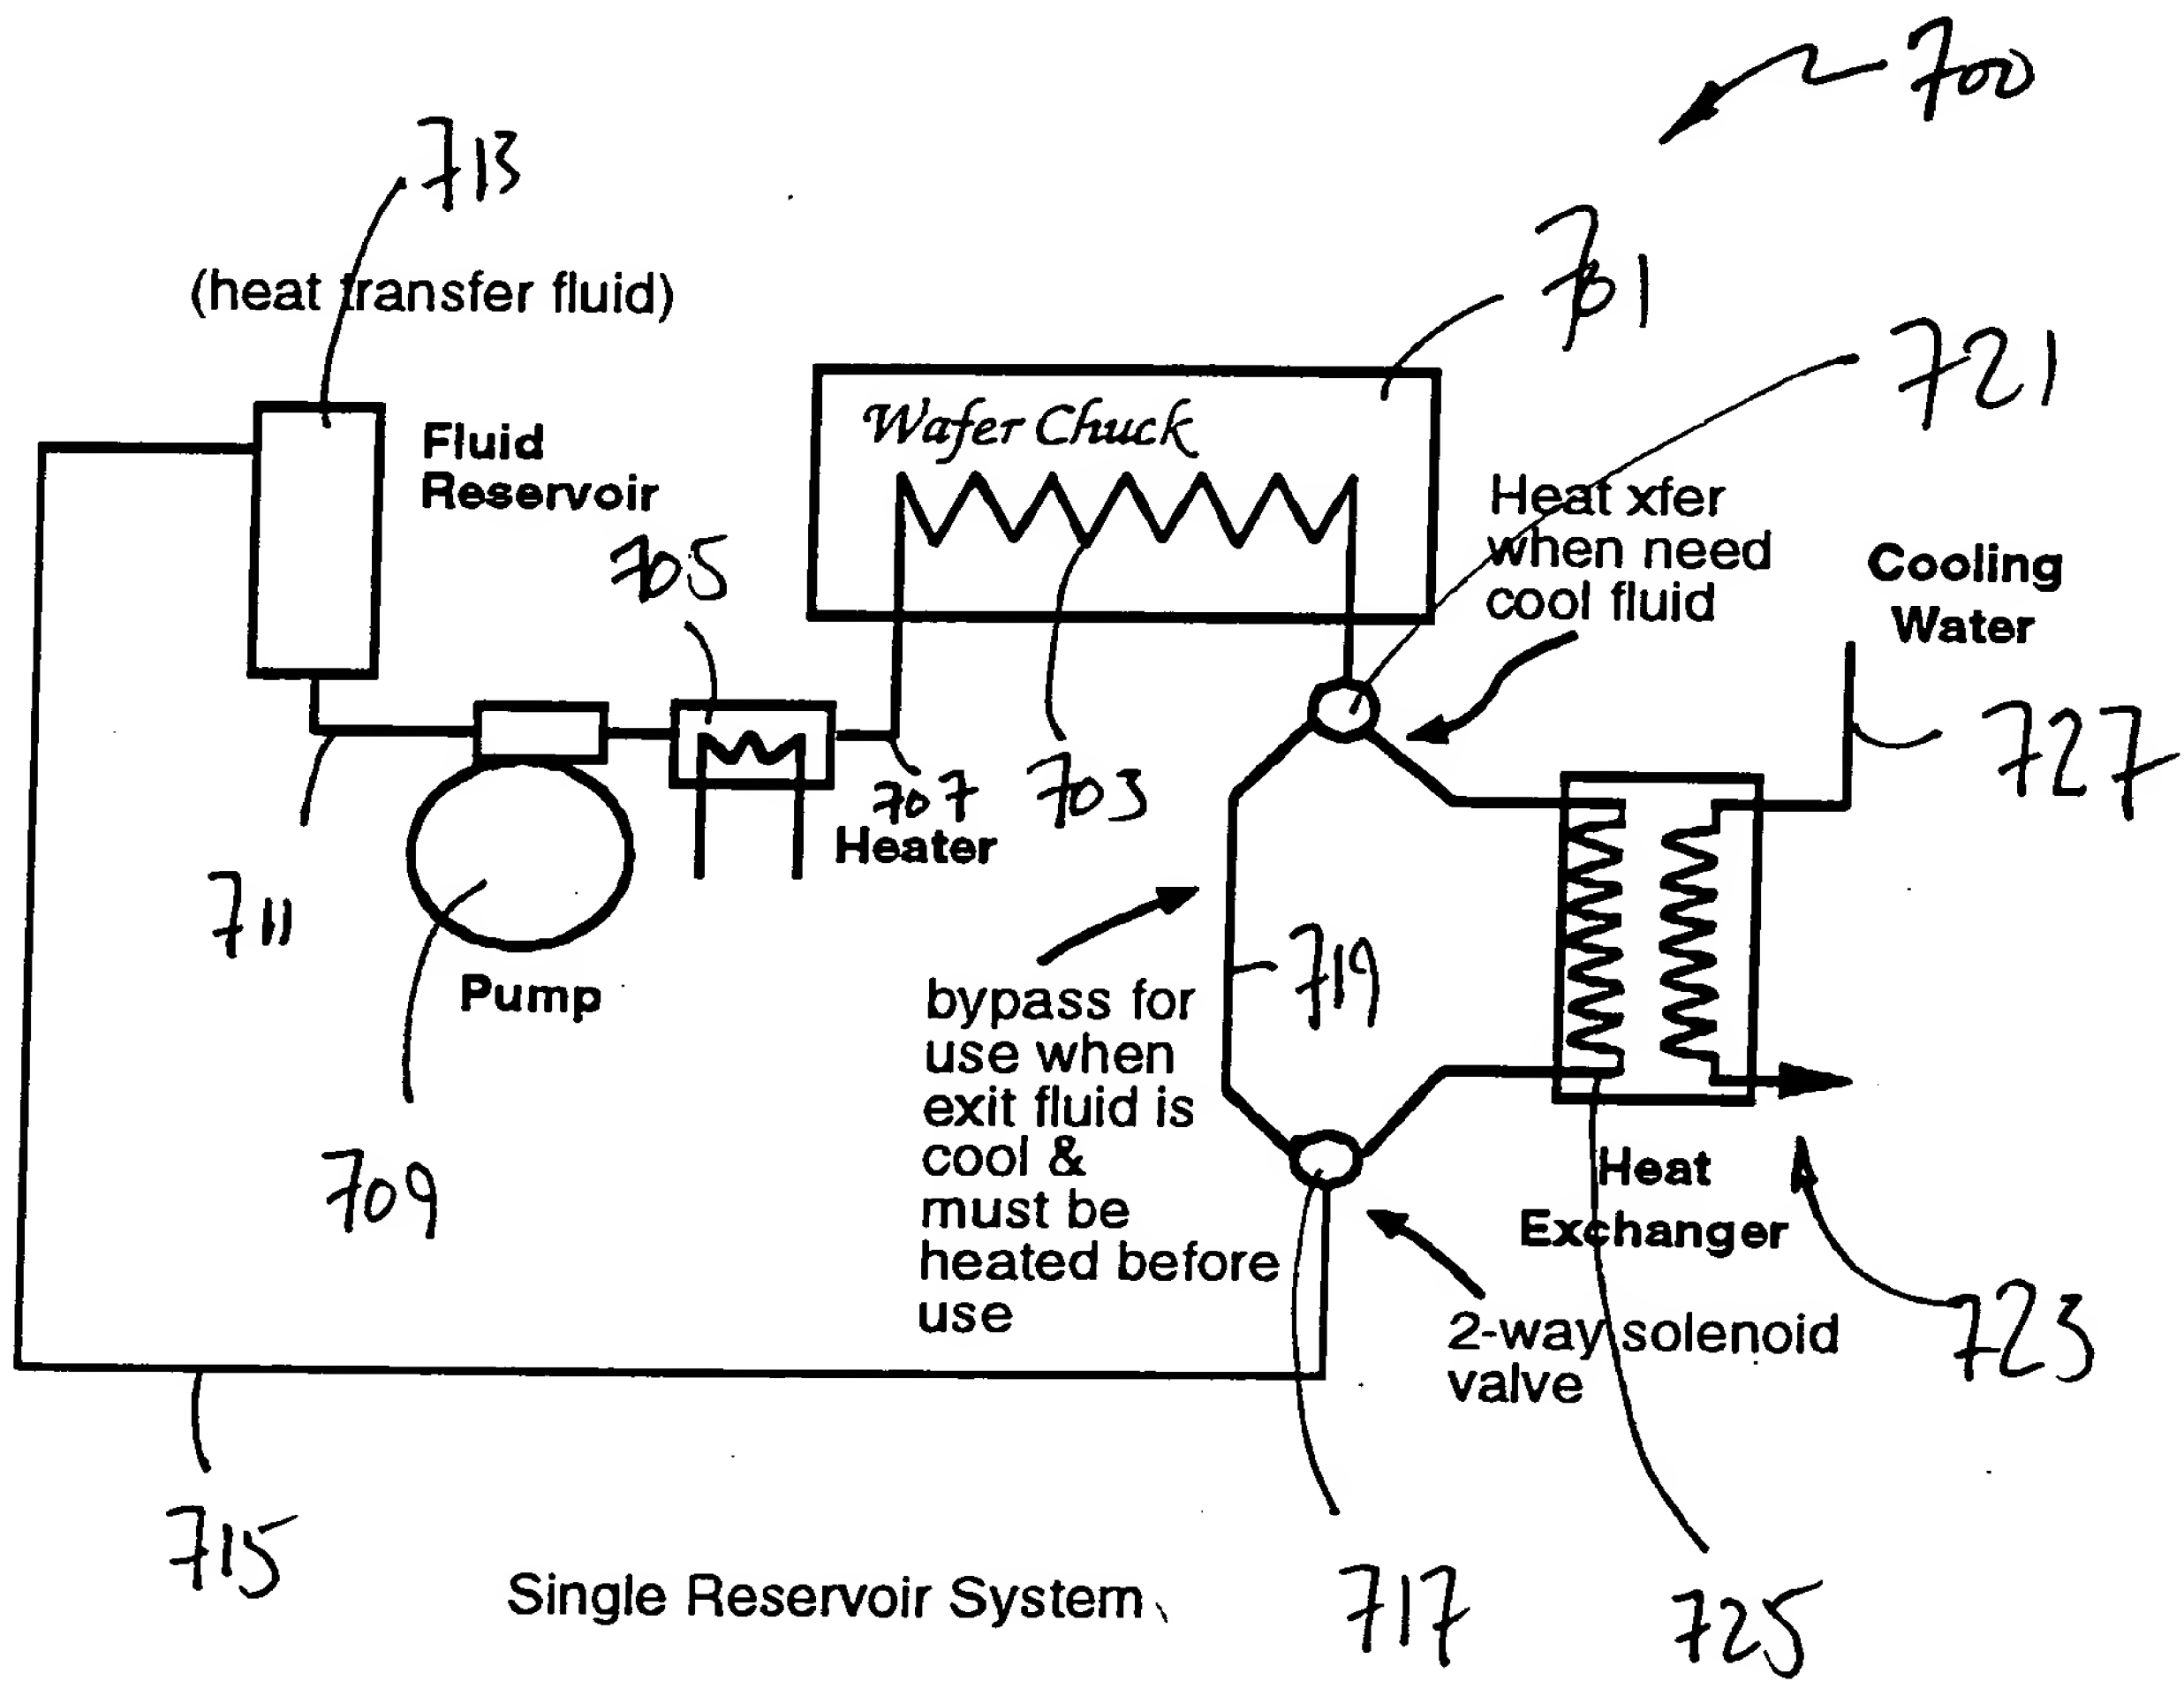 700
713
701
(heat transfer fluid)
721
Wafer Chuck
Fluid
Reservoir
Heat xfer
when need
cool fluid
705
Cooling
Water
727
707
703
Heater
711
Pump
719
bypass for
use when
exit fluid is
cool &
must be
heated before
use
709
Heat
Exchanger
723
2-way solenoid
valve
715
Single Reservoir System
717
725